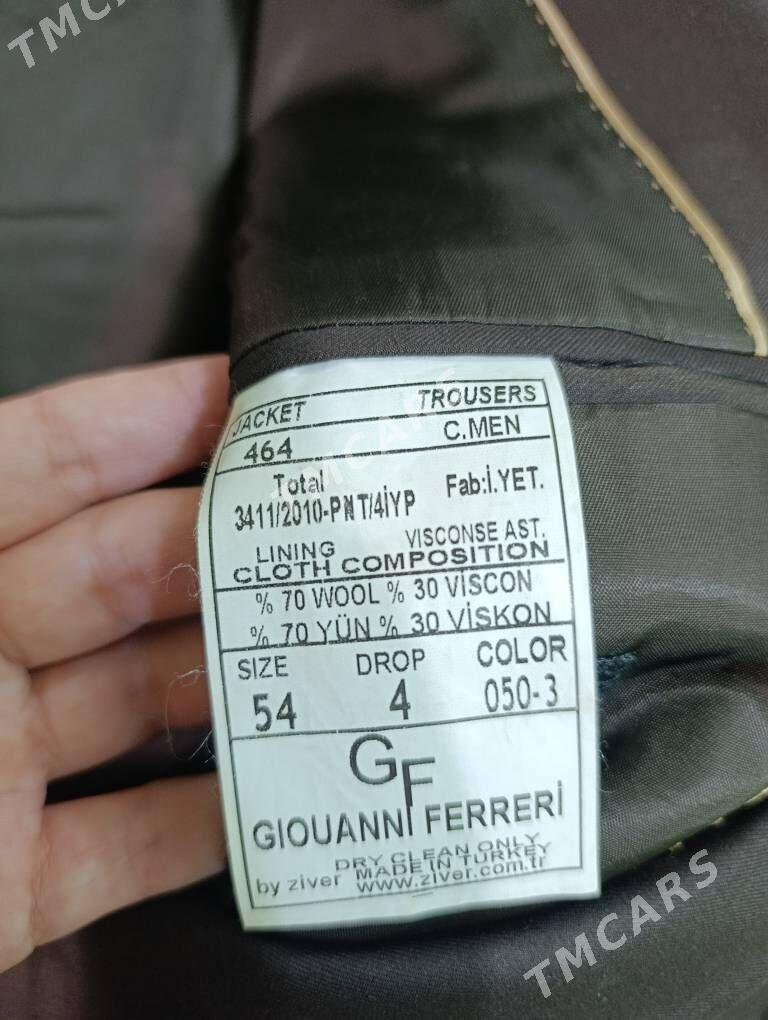 TMCARS
JACKET TROUSERS
464 C.MEN
Total Fab:İ.YET.
3411/2010-PNT/4İYP
LINING VISCONSE AST.
CLOTH COMPOSITION
% 70 WOOL % 30 VİSCON
% 70 YÜN % 30 VİSKON
SIZE DROP COLOR
54 4 050-3
GF
GIOUANNI FERRERİ
DRY CLEAN ONLY
MADE IN TURKEY
by ziver www.ziver.com.tr
TMCARS
TMCARS